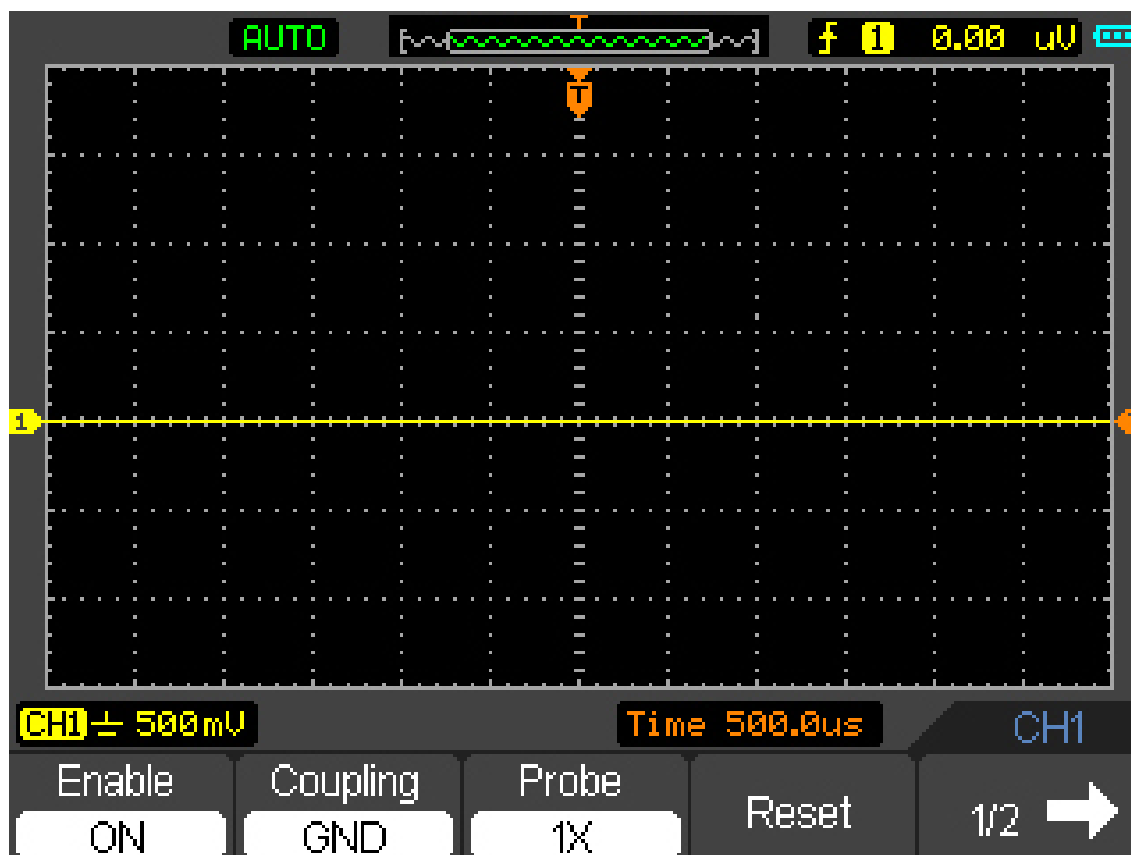 AUTO T 1 0.00 uV
T
1
CH1 500mV Time 500.0us CH1
Enable Coupling Probe Reset 1/2
ON GND 1X